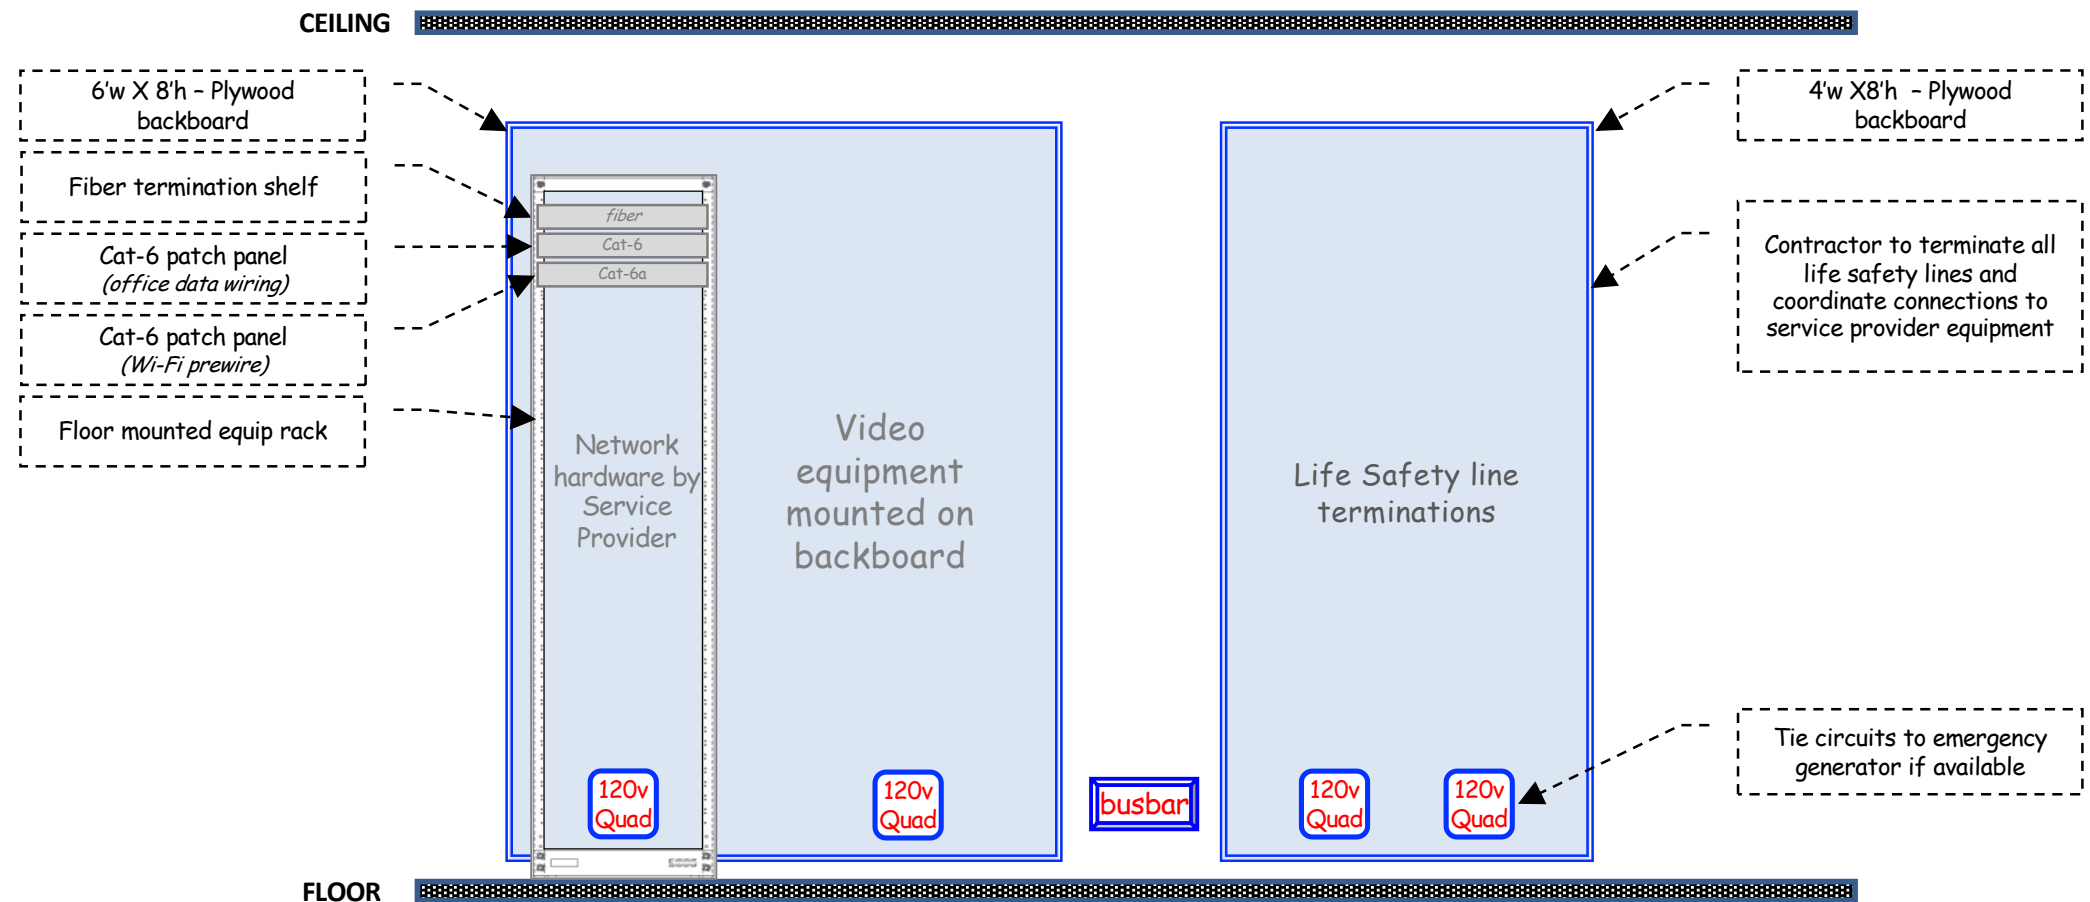 CEILING
6'w X 8'h – Plywood
backboard
Fiber termination shelf
Cat-6 patch panel
(office data wiring)
Cat-6 patch panel
(Wi-Fi prewire)
Floor mounted equip rack
fiber
Cat-6
Cat-6a
Network
hardware by
Service
Provider
Video
equipment
mounted on
backboard
Life Safety line
terminations
4'w X8'h – Plywood
backboard
Contractor to terminate all
life safety lines and
coordinate connections to
service provider equipment
Tie circuits to emergency
generator if available
120v
Quad
120v
Quad
busbar
120v
Quad
120v
Quad
FLOOR